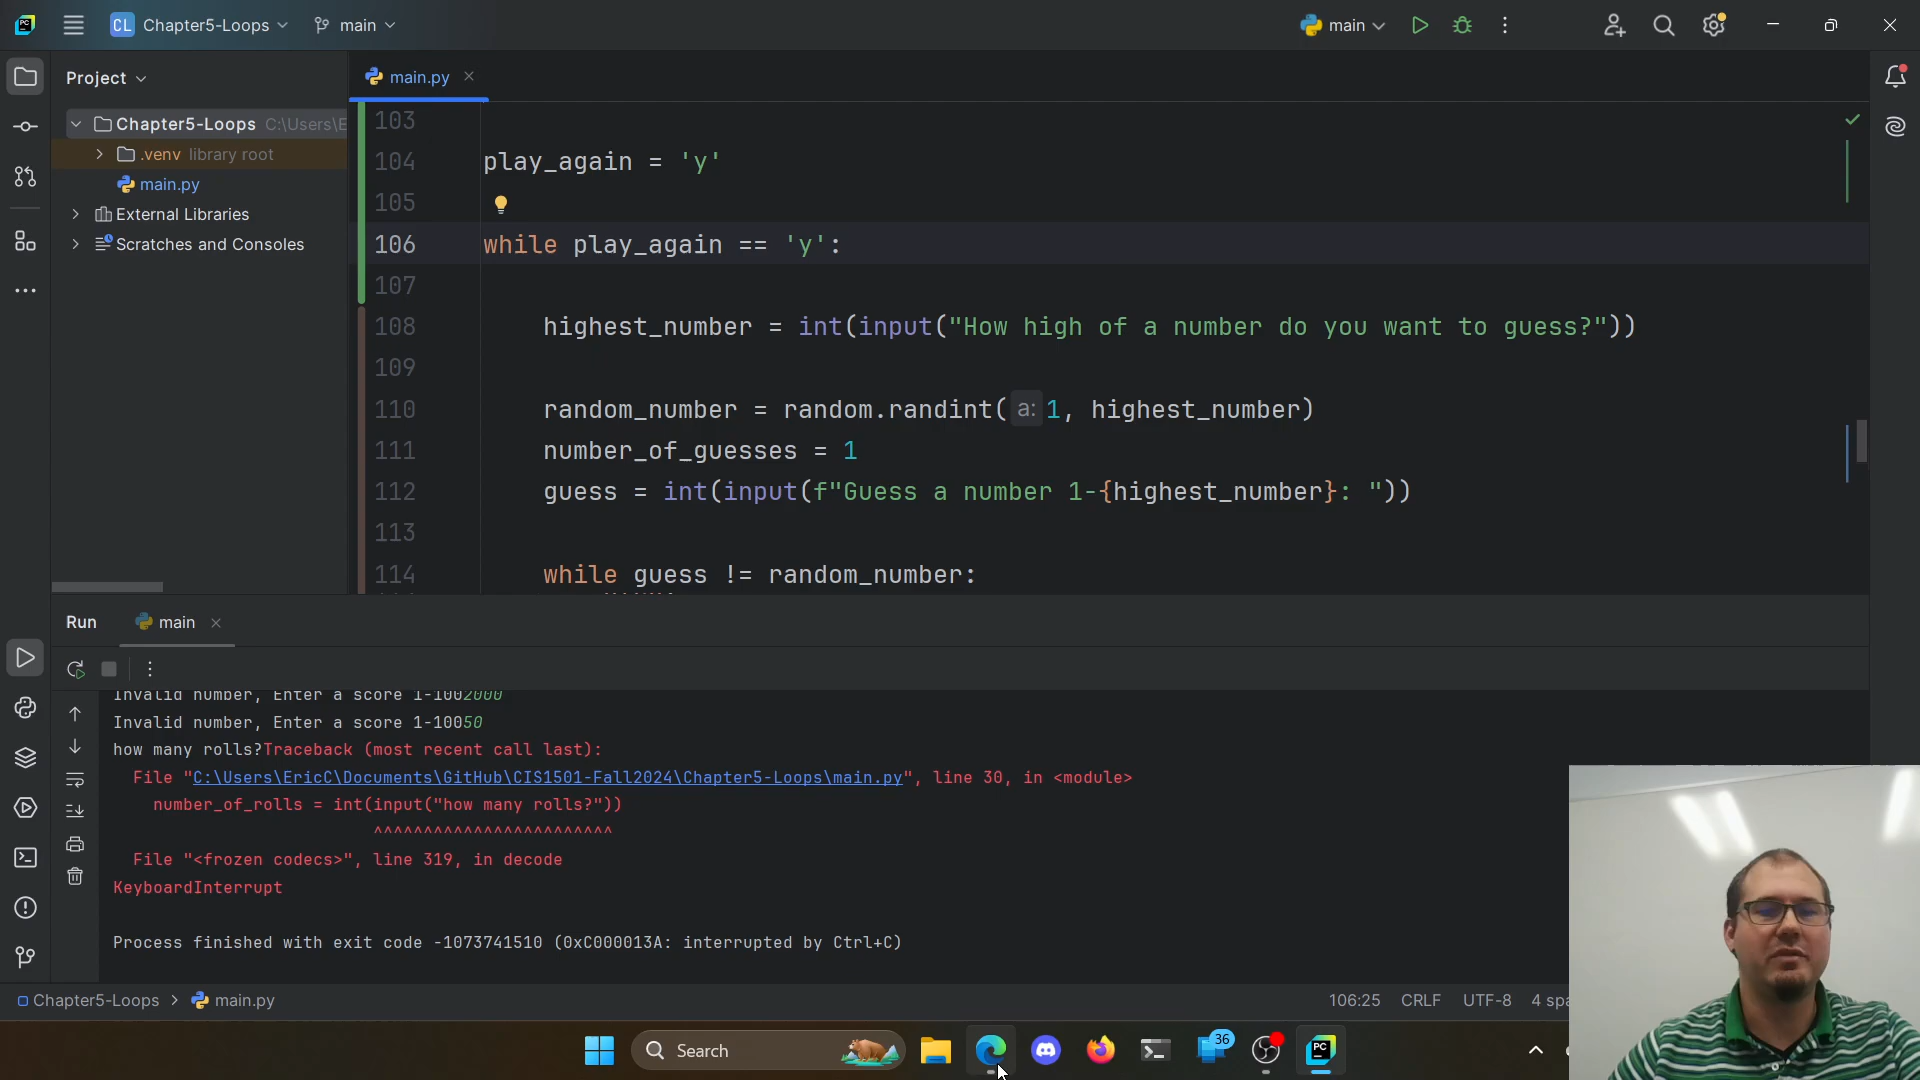 PC
CL Chapter5-Loops
main
main
Project
main.py
Chapter5-Loops C:\Users\E
.venv library root
main.py
External Libraries
Scratches and Consoles
103
104 play_again = 'y'
105
106 while play_again == 'y':
107
108 highest_number = int(input("How high of a number do you want to guess?"))
109
110 random_number = random.randint( a: 1, highest_number)
111 number_of_guesses = 1
112 guess = int(input(f"Guess a number 1-{highest_number}: "))
113
114 while guess != random_number:
Run
main
Invalid number, Enter a score 1-1002000
Invalid number, Enter a score 1-10050
how many rolls?Traceback (most recent call last):
File "C:\Users\EricC\Documents\GitHub\CIS1501-Fall2024\Chapter5-Loops\main.py", line 30, in <module>
number_of_rolls = int(input("how many rolls?"))
^^^^^^^^^^^^^^^^^^^^^^^^
File "<frozen codecs>", line 319, in decode
KeyboardInterrupt
Process finished with exit code -1073741510 (0xC000013A: interrupted by Ctrl+C)
Chapter5-Loops > main.py
106:25 CRLF UTF-8 4 spa
Search
36
PC